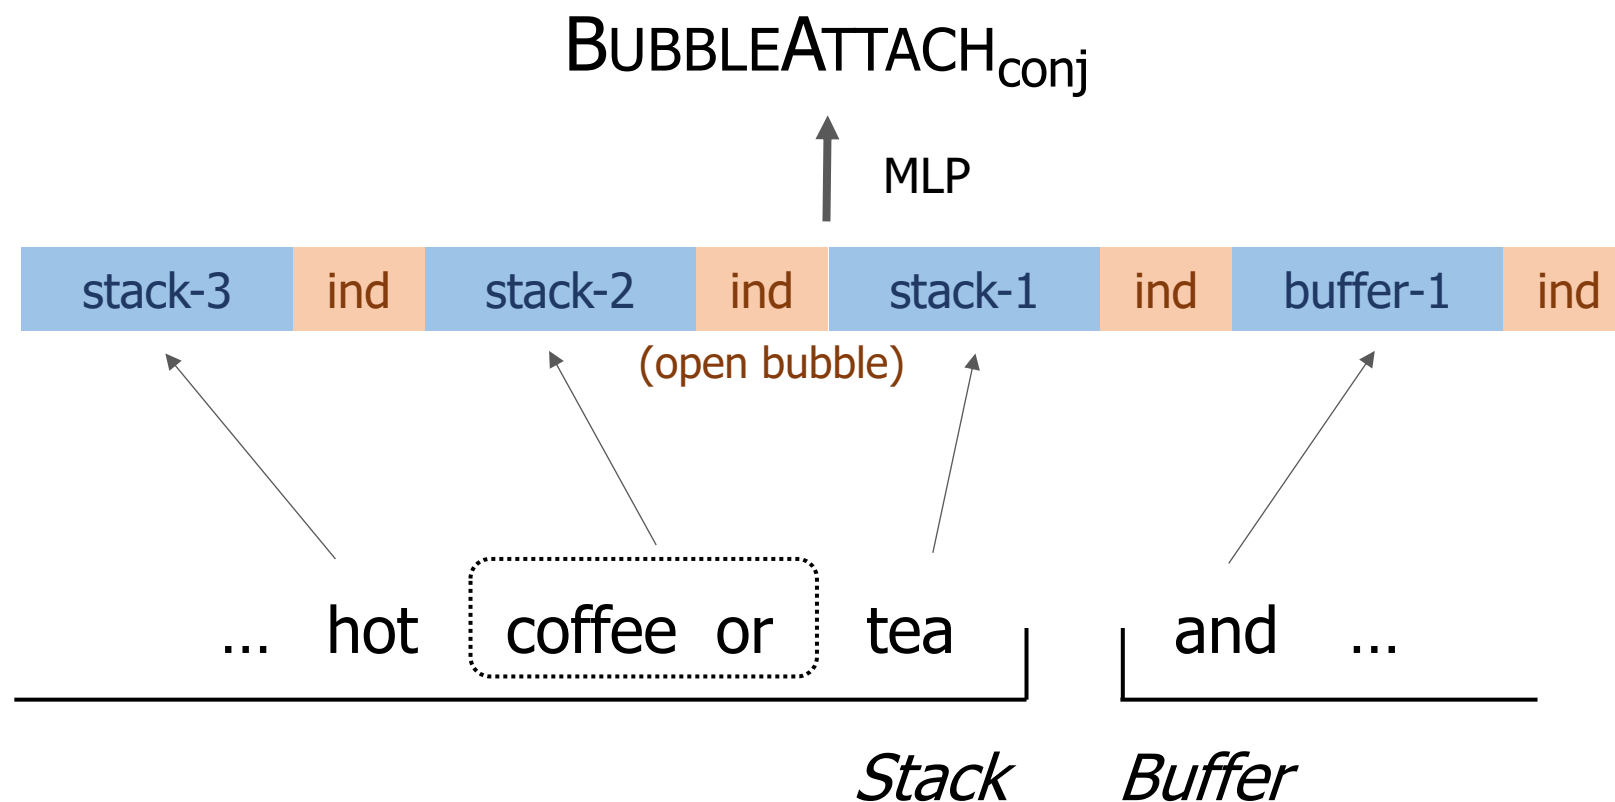 BUBBLEATTACHconj
MLP
stack-3 ind stack-2 ind stack-1 ind buffer-1 ind
(open bubble)
... hot coffee or tea and ...
Stack Buffer